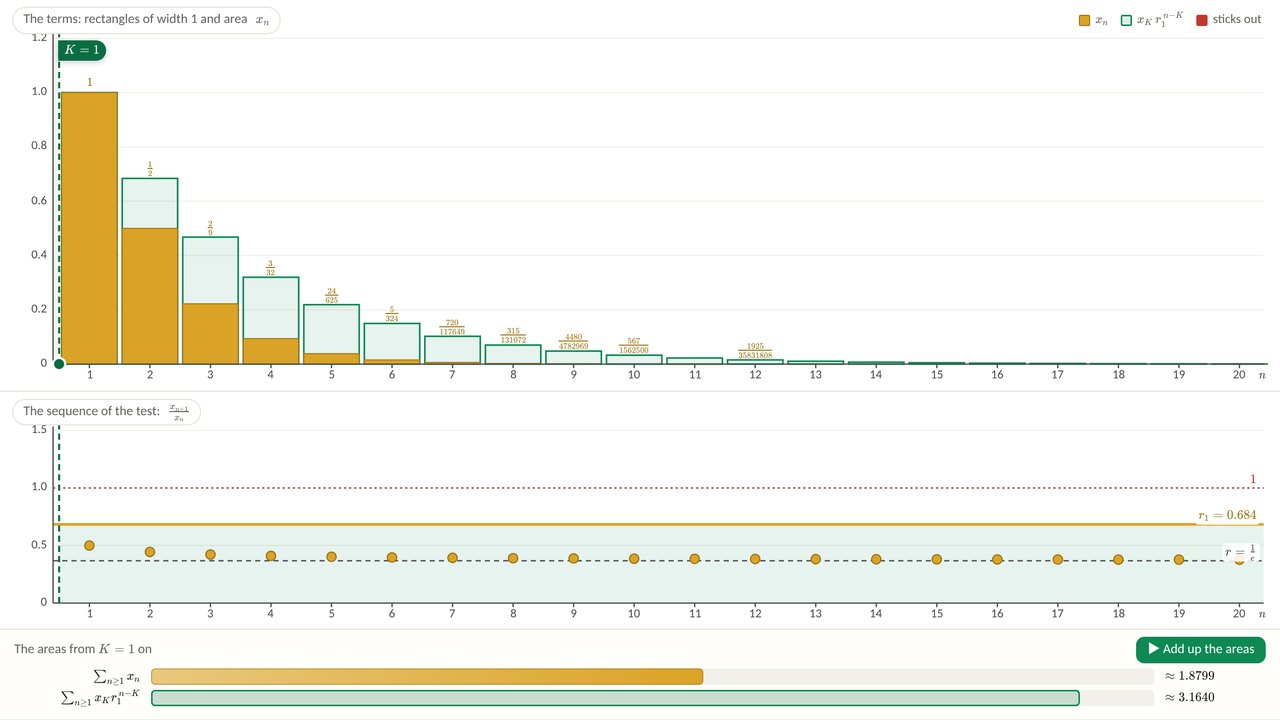 The terms: rectangles of width 1 and area x_n
x_n
x_K r_1^{n−K}
sticks out
K = 1
1.2
1.0
0.8
0.6
0.4
0.2
0
1
1/2
2/9
3/32
24/625
5/324
720/117649
315/131072
4480/4782969
567/1562500
1925/35831808
1 2 3 4 5 6 7 8 9 10 11 12 13 14 15 16 17 18 19 20 n
The sequence of the test: x_{n+1}/x_n
1.5
1.0
0.5
0
1
r_1 = 0.684
r = 1/e
1 2 3 4 5 6 7 8 9 10 11 12 13 14 15 16 17 18 19 20 n
The areas from K = 1 on
▶ Add up the areas
∑_{n≥1} x_n ≈ 1.8799
∑_{n≥1} x_K r_1^{n−K} ≈ 3.1640